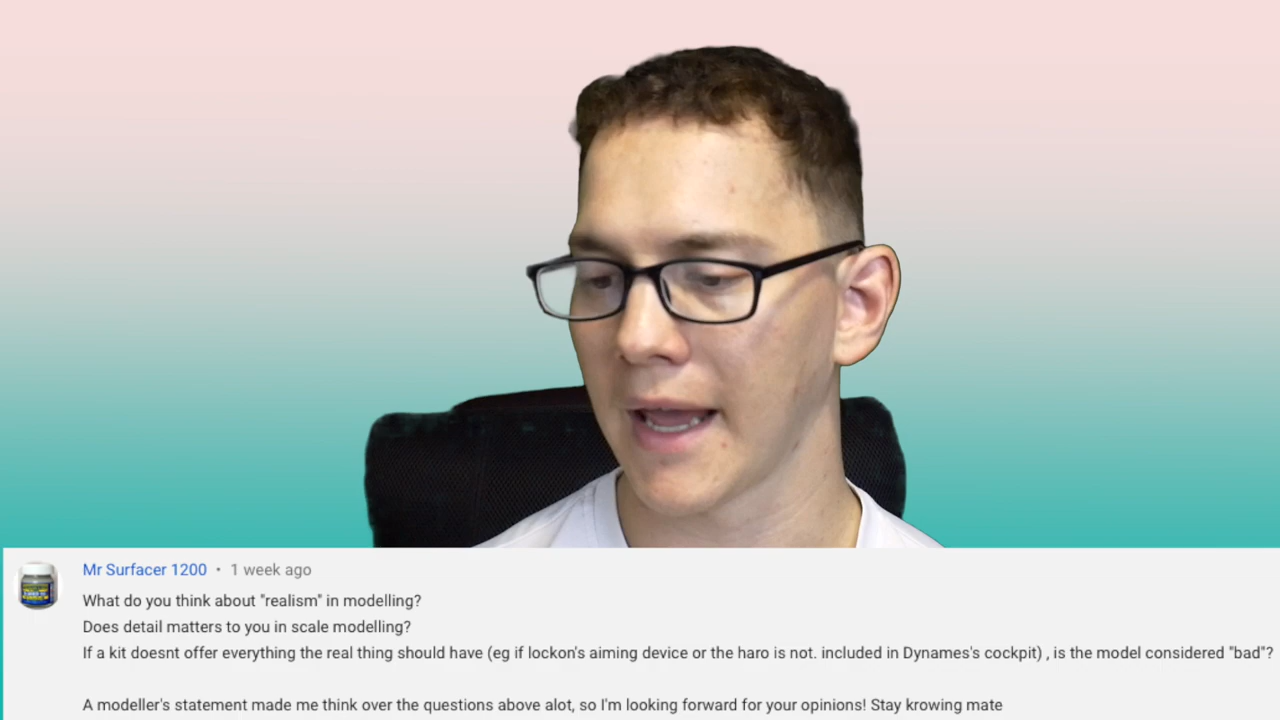 Mr Surfacer 1200 • 1 week ago
What do you think about "realism" in modelling?
Does detail matters to you in scale modelling?
If a kit doesnt offer everything the real thing should have (eg if lockon's aiming device or the haro is not. included in Dynames's cockpit) , is the model considered "bad"?
A modeller's statement made me think over the questions above alot, so I'm looking forward for your opinions! Stay krowing mate